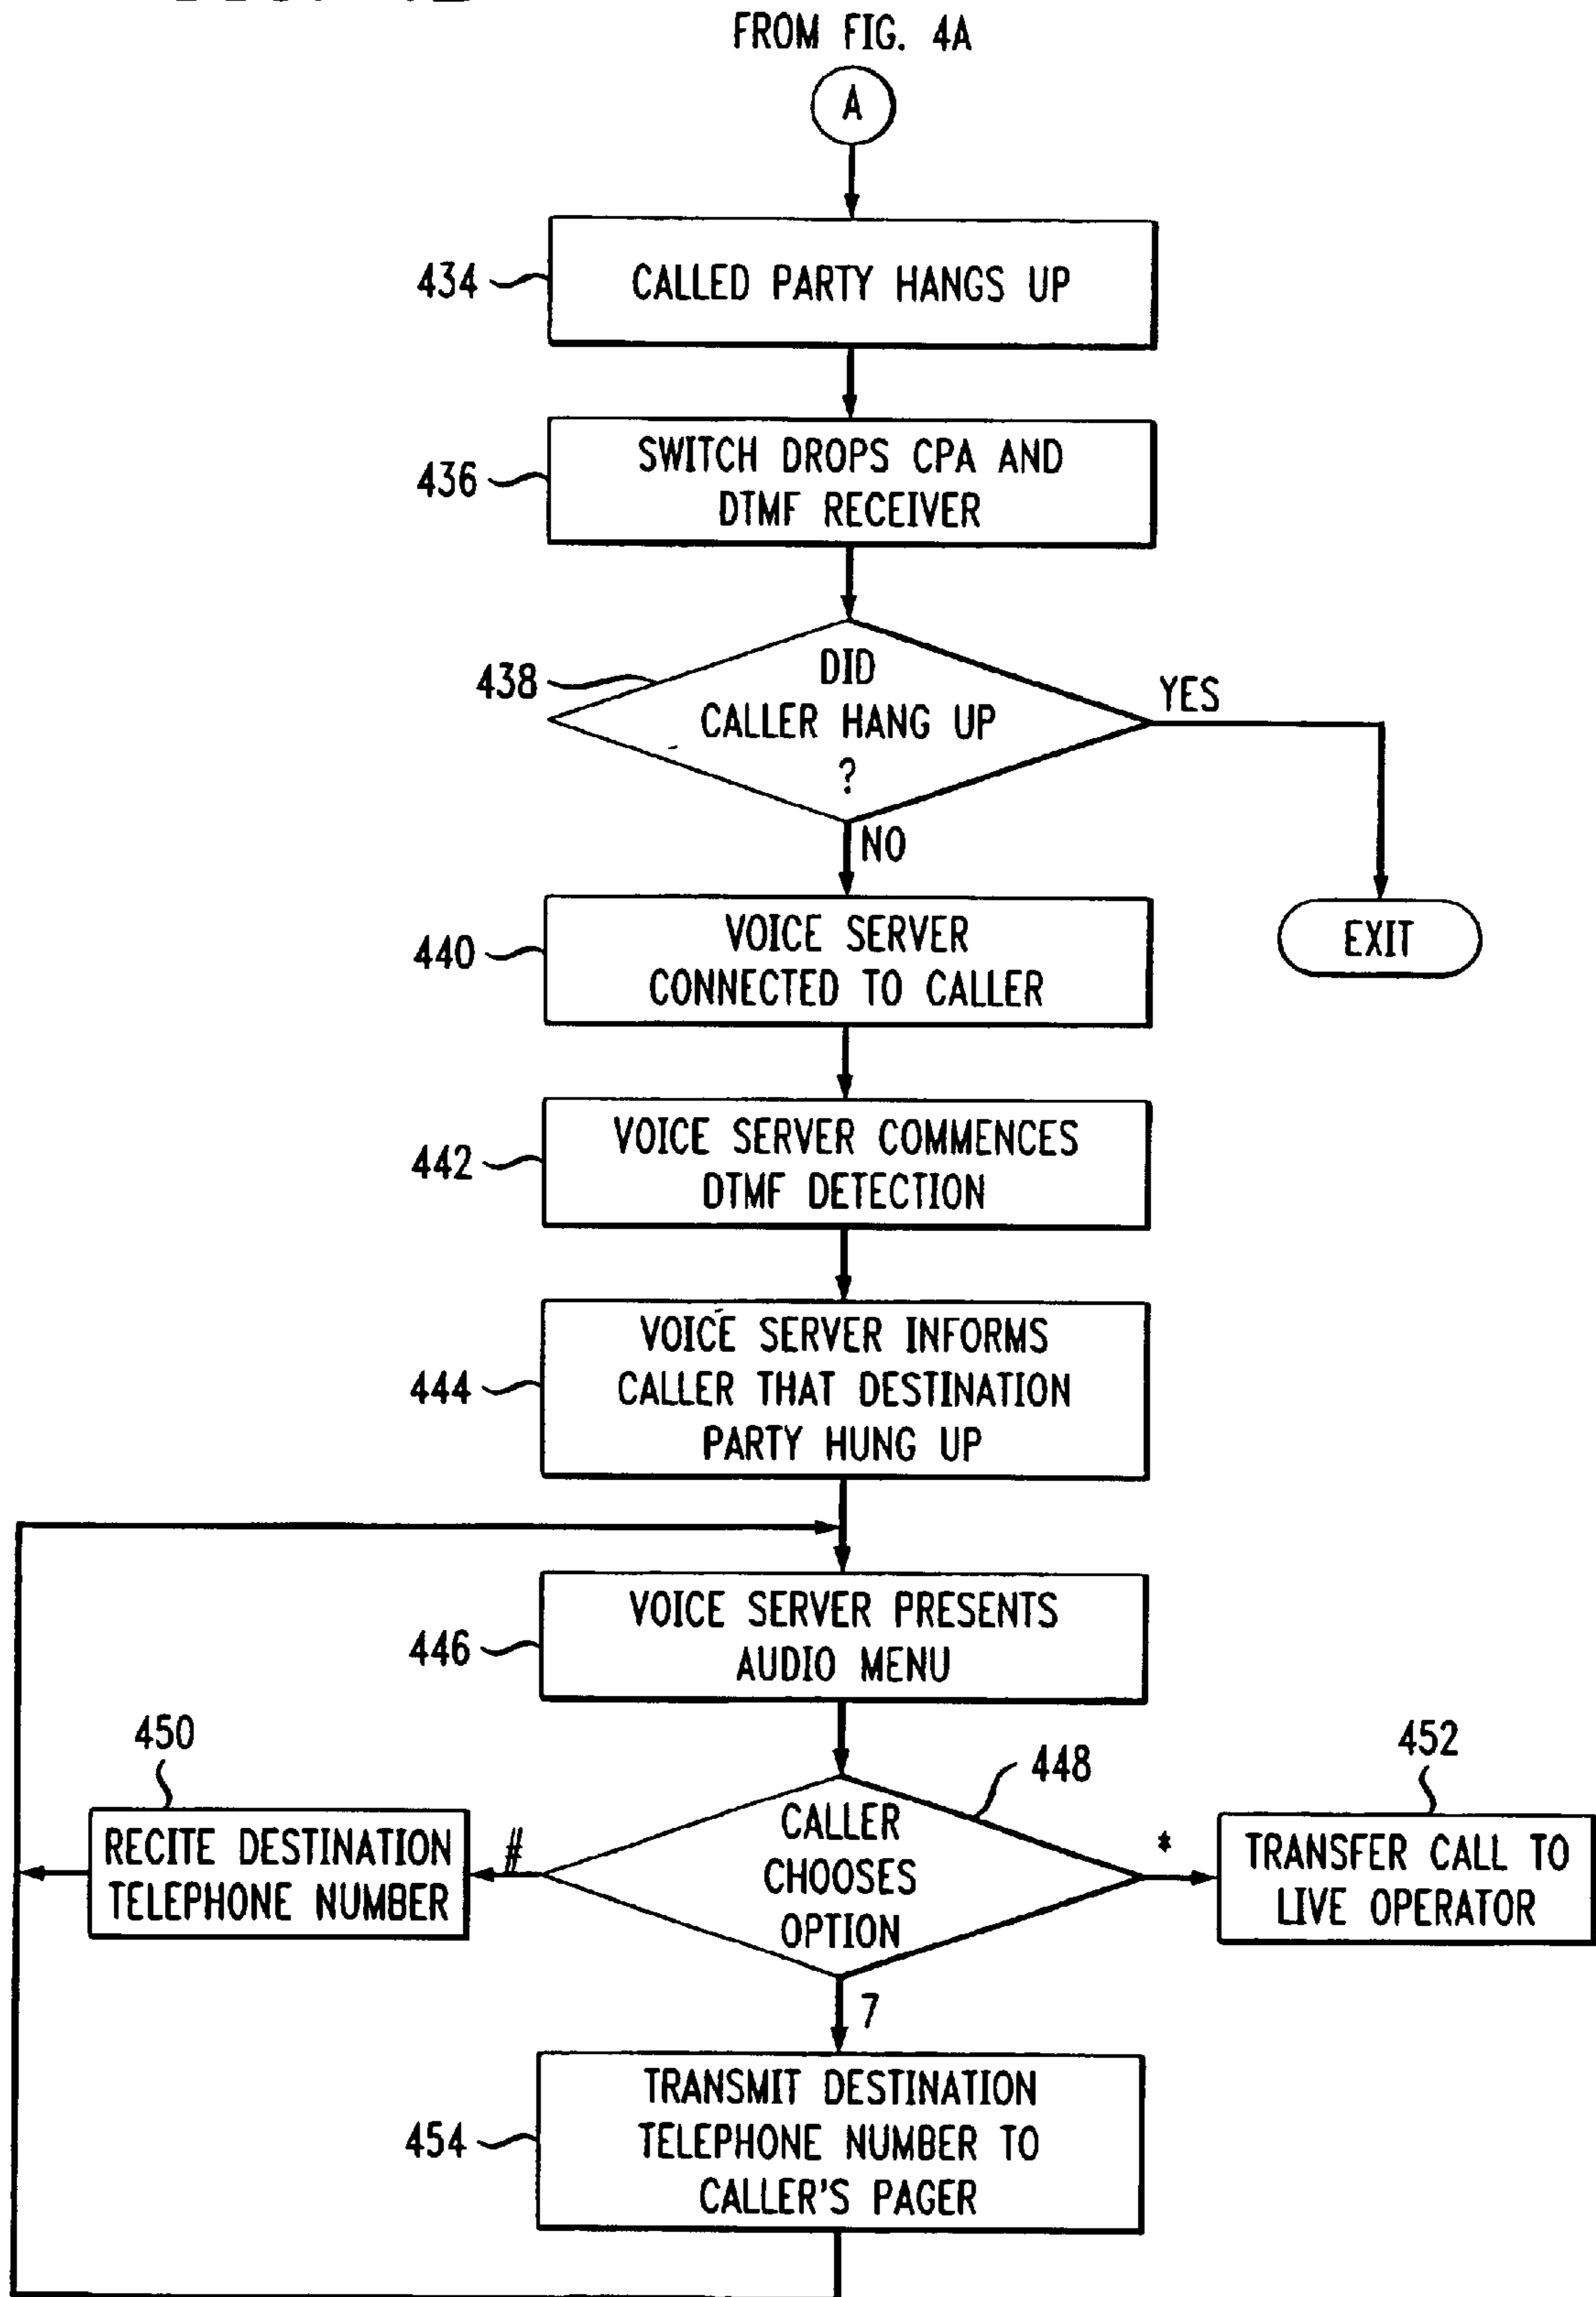 FROM FIG. 4A
A
434
CALLED PARTY HANGS UP
436
SWITCH DROPS CPA AND
DTMF RECEIVER
438
DID
CALLER HANG UP
?
YES
NO
EXIT
440
VOICE SERVER
CONNECTED TO CALLER
442
VOICE SERVER COMMENCES
DTMF DETECTION
444
VOICE SERVER INFORMS
CALLER THAT DESTINATION
PARTY HUNG UP
446
VOICE SERVER PRESENTS
AUDIO MENU
448
CALLER
CHOOSES
OPTION
450
#
RECITE DESTINATION
TELEPHONE NUMBER
452
*
TRANSFER CALL TO
LIVE OPERATOR
7
454
TRANSMIT DESTINATION
TELEPHONE NUMBER TO
CALLER'S PAGER